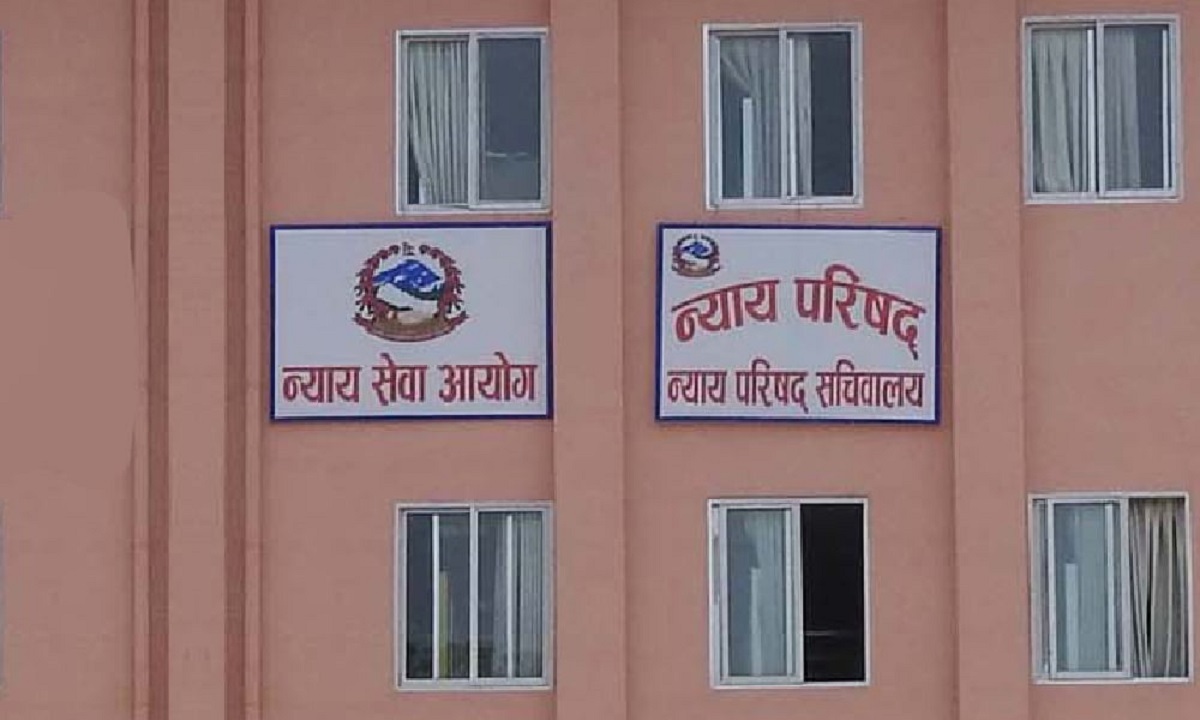 न्याय सेवा आयोग
न्याय परिषद्
न्याय परिषद् सचिवालय